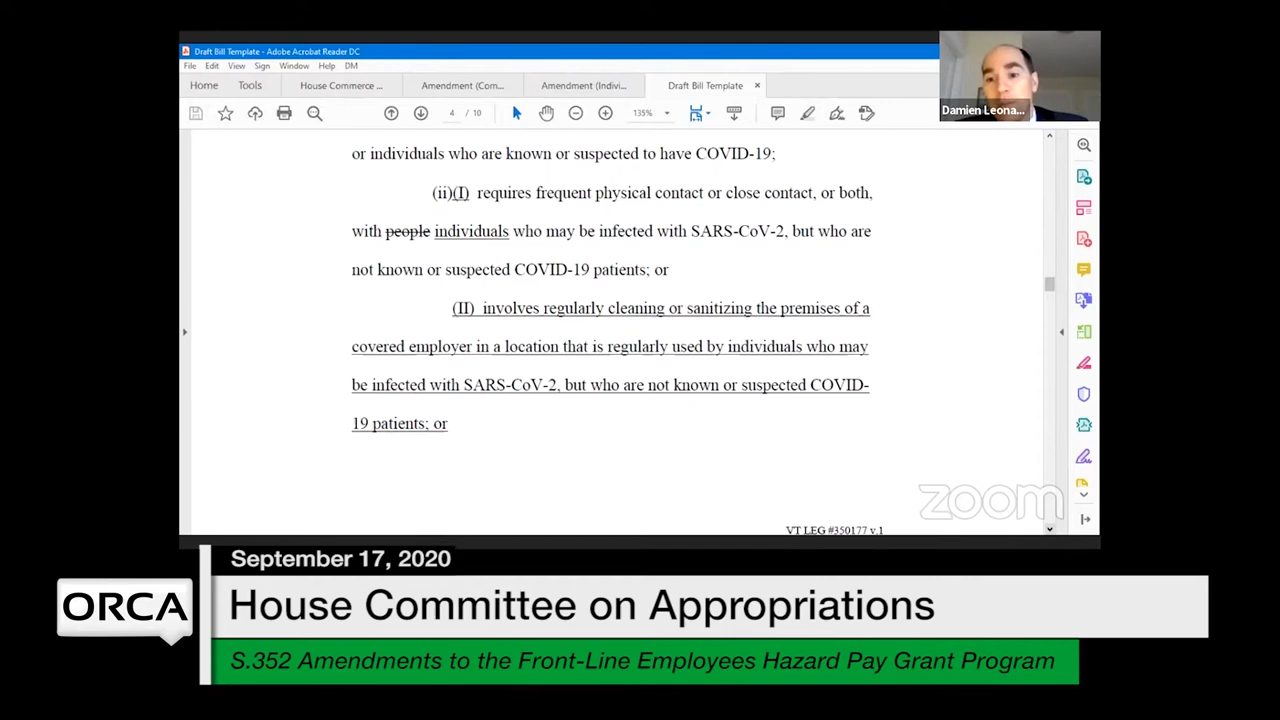 Draft Bill Template - Adobe Acrobat Reader DC
File Edit View Sign Window Help DM
Home Tools House Commerce ... Amendment (Com... Amendment (Indivi... Draft Bill Template ×
4 / 10 135%
Damien Leona...
or individuals who are known or suspected to have COVID-19;
(ii)(I) requires frequent physical contact or close contact, or both,
with people individuals who may be infected with SARS-CoV-2, but who are
not known or suspected COVID-19 patients; or
(II) involves regularly cleaning or sanitizing the premises of a
covered employer in a location that is regularly used by individuals who may
be infected with SARS-CoV-2, but who are not known or suspected COVID-
19 patients; or
zoom
VT LEG #350177 v.1
September 17, 2020
ORCA
House Committee on Appropriations
S.352 Amendments to the Front-Line Employees Hazard Pay Grant Program